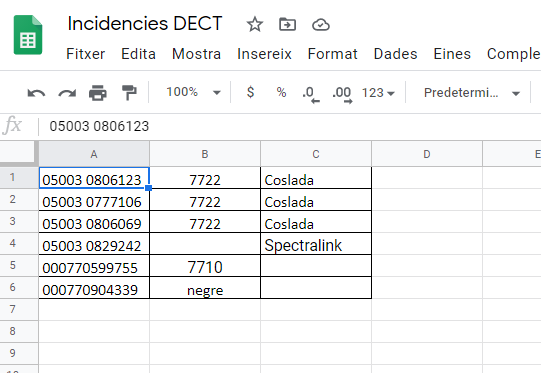 Incidencies DECT
Fitxer Edita Mostra Insereix Format Dades Eines Comple
100% $ % .0 .00 123 Predetermi...
fx 05003 0806123
A B C D E
1 05003 0806123 7722 Coslada
2 05003 0777106 7722 Coslada
3 05003 0806069 7722 Coslada
4 05003 0829242 Spectralink
5 000770599755 7710
6 000770904339 negre
7
8
9